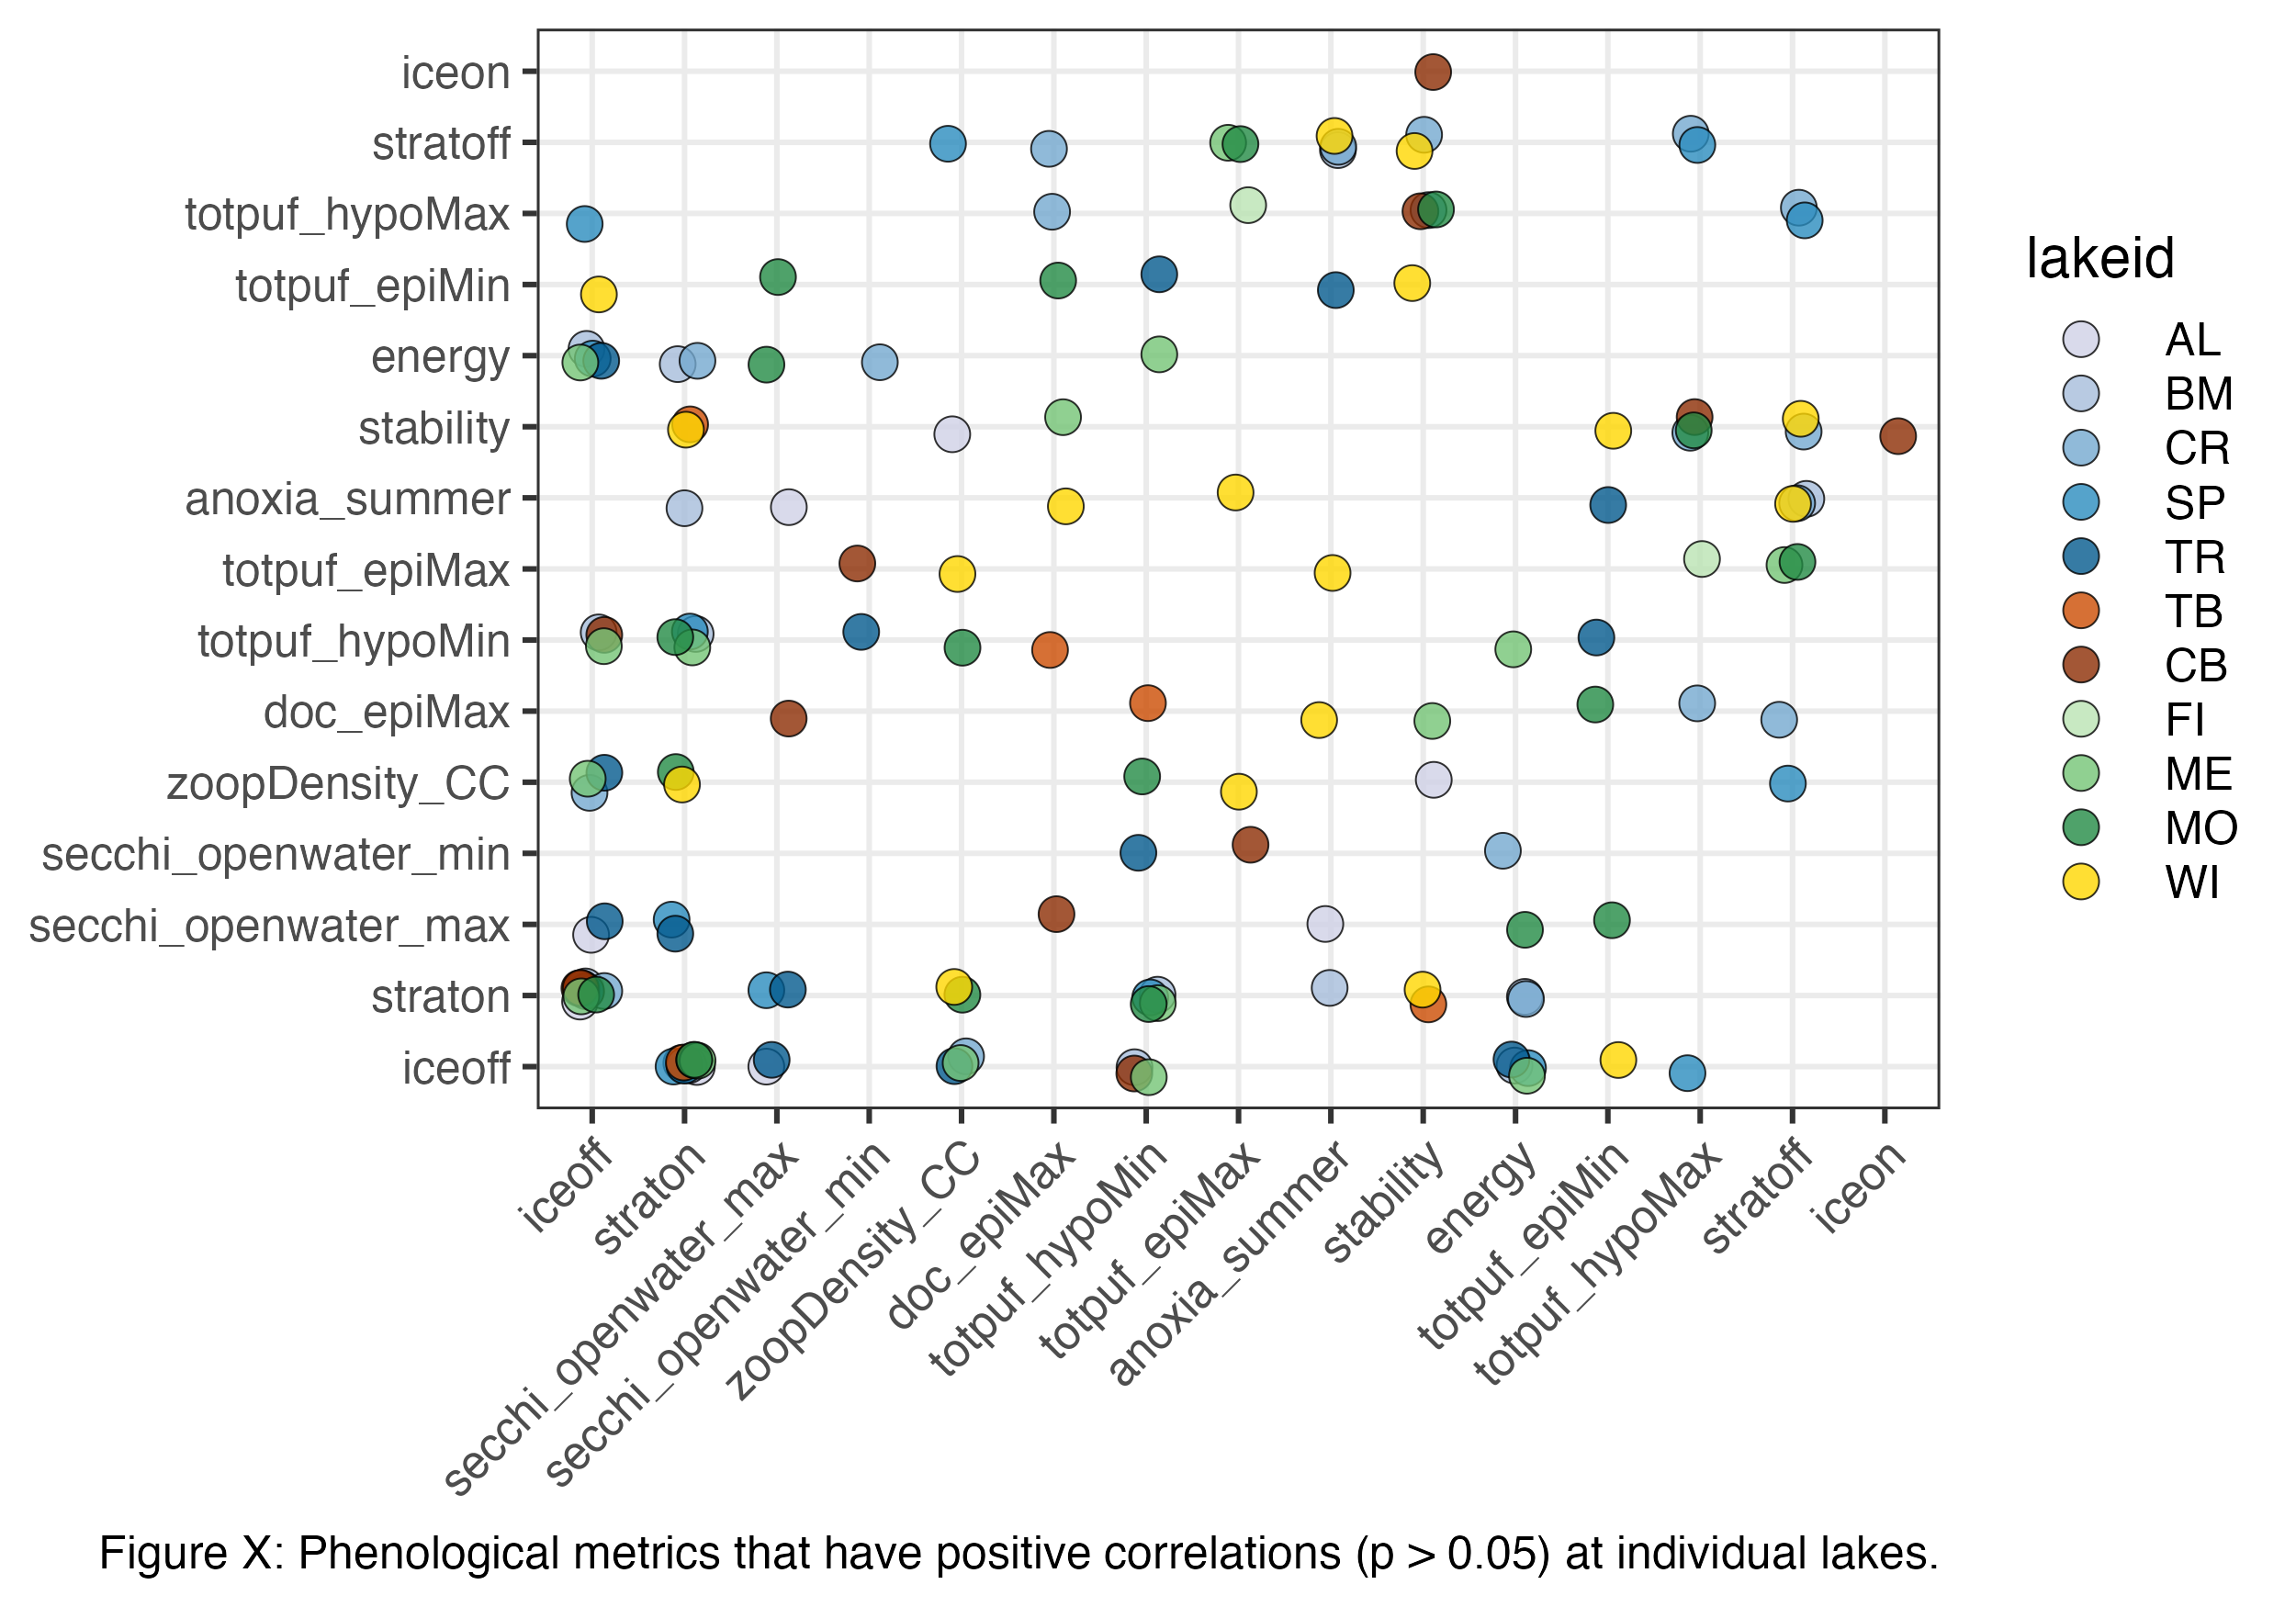 iceon
stratoff
totpuf_hypoMax
totpuf_epiMin
energy
stability
anoxia_summer
totpuf_epiMax
totpuf_hypoMin
doc_epiMax
zoopDensity_CC
secchi_openwater_min
secchi_openwater_max
straton
iceoff
iceoff
straton
secchi_openwater_max
secchi_openwater_min
zoopDensity_CC
doc_epiMax
totpuf_hypoMin
totpuf_epiMax
anoxia_summer
stability
energy
totpuf_epiMin
totpuf_hypoMax
stratoff
iceon
lakeid
AL
BM
CR
SP
TR
TB
CB
FI
ME
MO
WI
Figure X: Phenological metrics that have positive correlations (p > 0.05) at individual lakes.